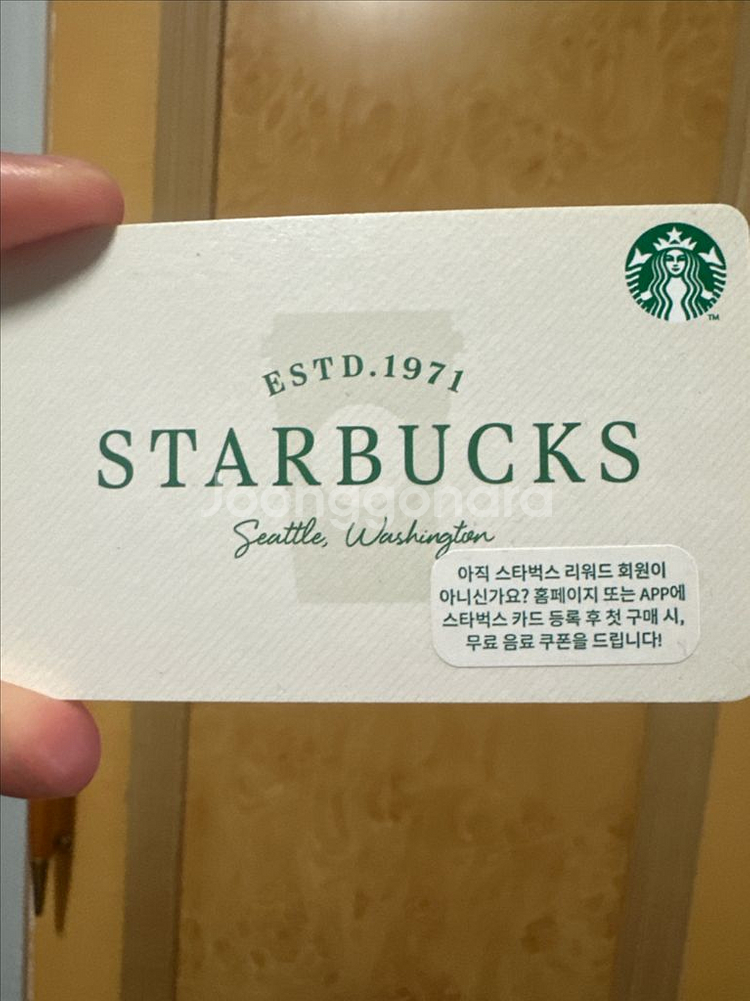 ESTD.1971
STARBUCKS
Joonggonara
Seattle, Washington
아직 스타벅스 리워드 회원이
아니신가요? 홈페이지 또는 APP에
스타벅스 카드 등록 후 첫 구매 시,
무료 음료 쿠폰을 드립니다!
TM